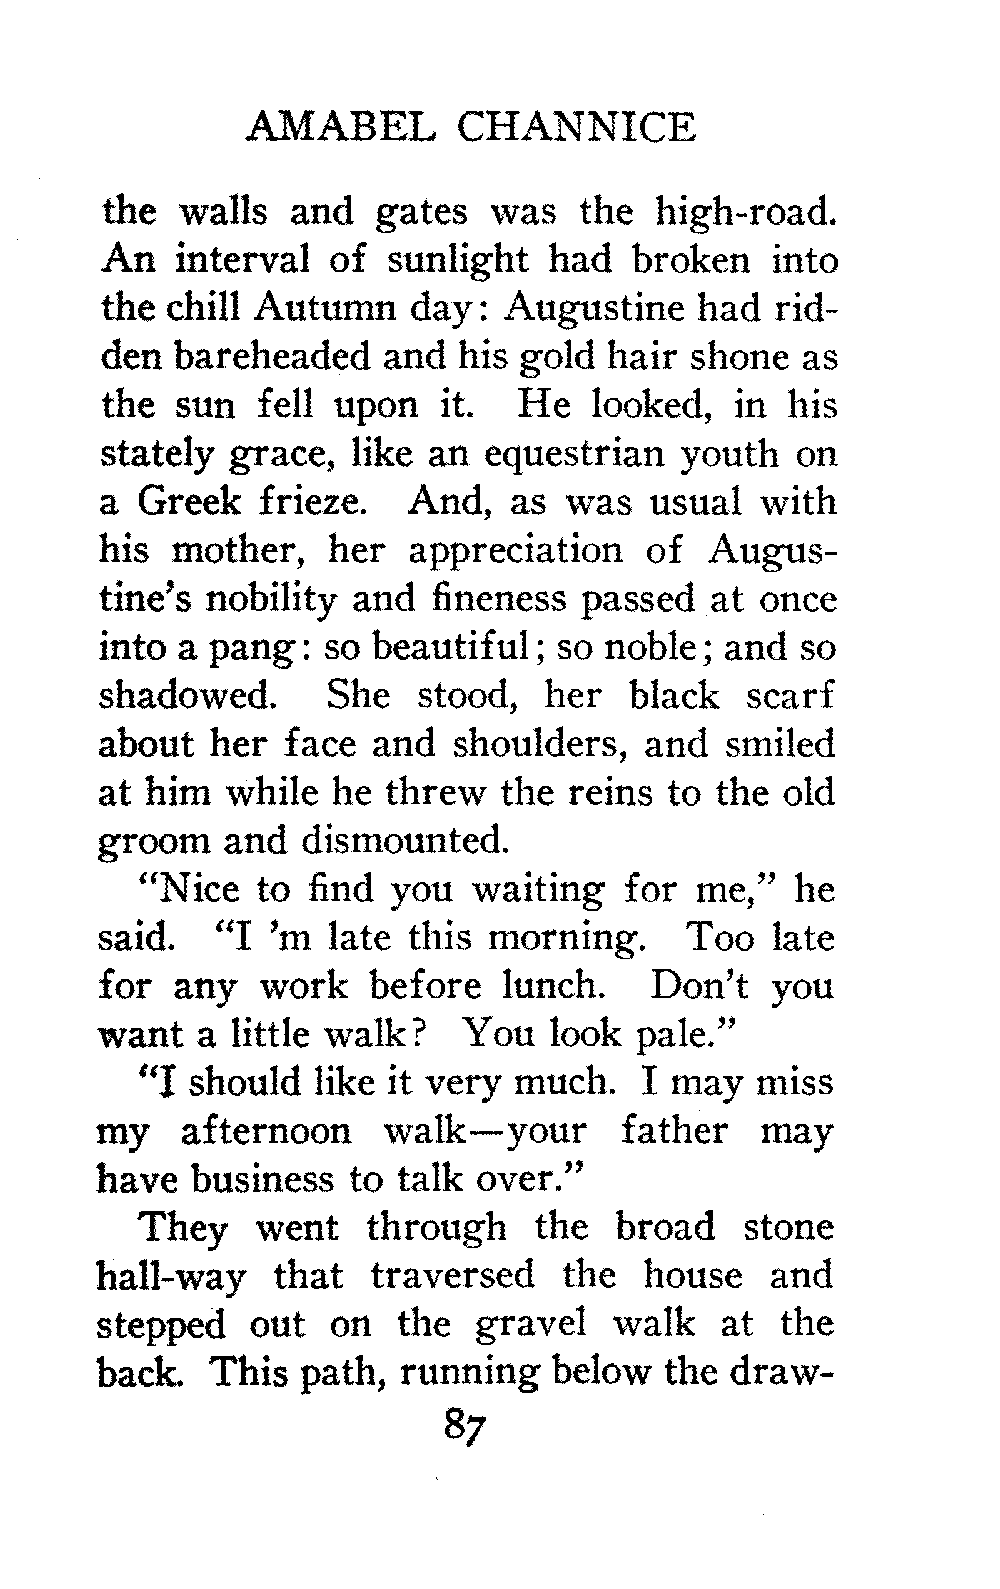 AMABEL CHANNICE
the walls and gates was the high-road.
An interval of sunlight had broken into
the chill Autumn day: Augustine had rid-
den bareheaded and his gold hair shone as
the sun fell upon it. He looked, in his
stately grace, like an equestrian youth on
a Greek frieze. And, as was usual with
his mother, her appreciation of Augus-
tine's nobility and fineness passed at once
into a pang: so beautiful; so noble; and so
shadowed. She stood, her black scarf
about her face and shoulders, and smiled
at him while he threw the reins to the old
groom and dismounted.
“Nice to find you waiting for me,” he
said. “I 'm late this morning. Too late
for any work before lunch. Don't you
want a little walk? You look pale.”
“I should like it very much. I may miss
my afternoon walk—your father may
have business to talk over.”
They went through the broad stone
hall-way that traversed the house and
stepped out on the gravel walk at the
back. This path, running below the draw-
87